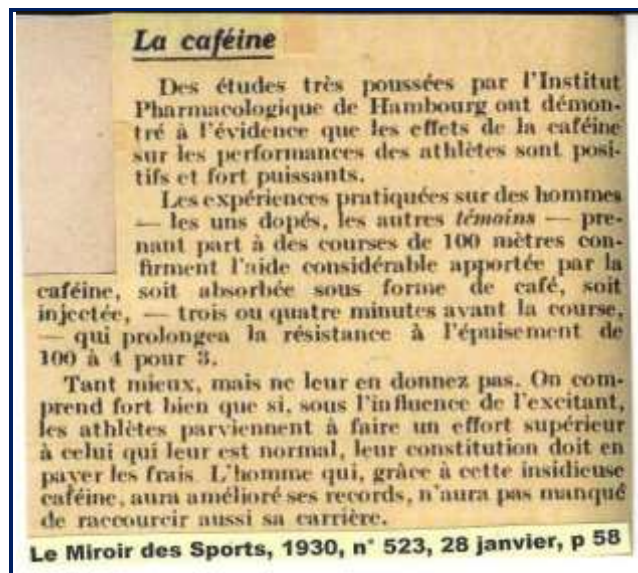 La caféine
Des études très poussées par l'Institut
Pharmacologique de Hambourg ont démon-
tré à l'évidence que les effets de la caféine
sur les performances des athlètes sont posi-
tifs et fort puissants.
Les expériences pratiquées sur des hommes
— les uns dopés, les autres témoins — pre-
nant part à des courses de 100 mètres con-
firment l'aide considérable apportée par la
caféine, soit absorbée sous forme de café, soit
injectée, — trois ou quatre minutes avant la course,
— qui prolongea la résistance à l'épuisement de
100 à 4 pour 3.
Tant mieux, mais ne leur en donnez pas. On com-
prend fort bien que si, sous l'influence de l'excitant,
les athlètes parviennent à faire un effort supérieur
à celui qui leur est normal, leur constitution doit en
payer les frais. L'homme qui, grâce à cette insidieuse
caféine, aura amélioré ses records, n'aura pas manqué
de raccourcir aussi sa carrière.
Le Miroir des Sports, 1930, n° 523, 28 janvier, p 58